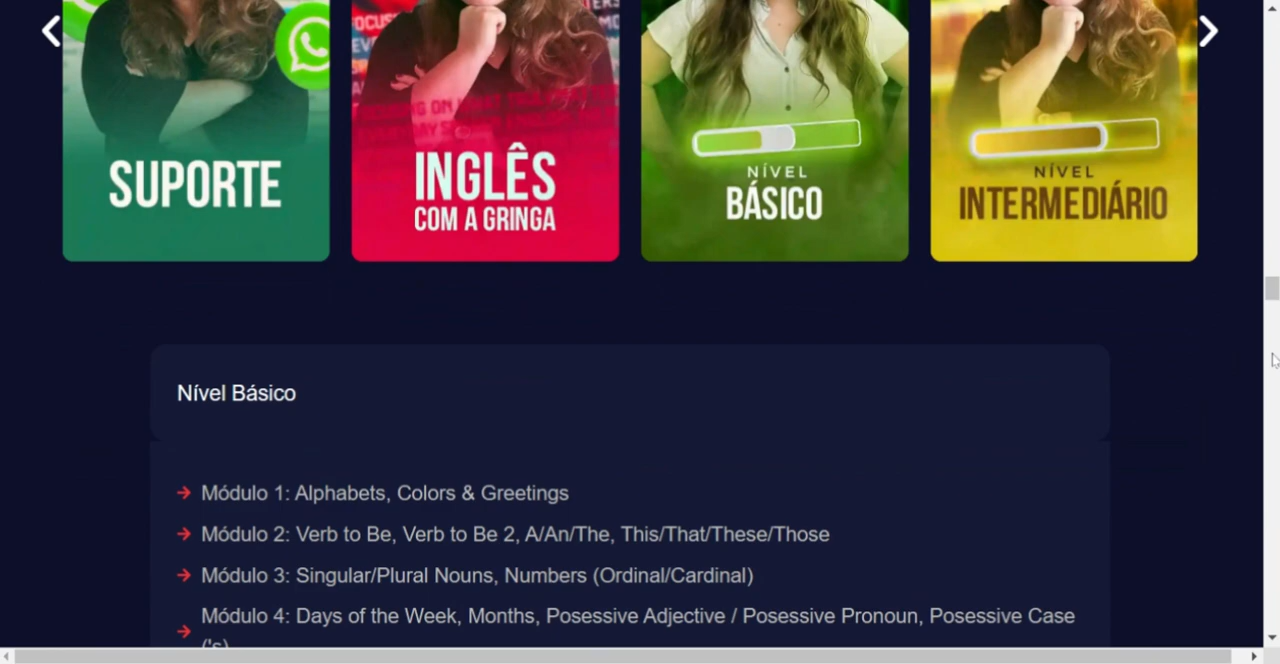 SUPORTE
INGLÊS
COM A GRINGA
NÍVEL
BÁSICO
NÍVEL
INTERMEDIÁRIO
Nível Básico
Módulo 1: Alphabets, Colors & Greetings
Módulo 2: Verb to Be, Verb to Be 2, A/An/The, This/That/These/Those
Módulo 3: Singular/Plural Nouns, Numbers (Ordinal/Cardinal)
Módulo 4: Days of the Week, Months, Posessive Adjective / Posessive Pronoun, Posessive Case
('s)